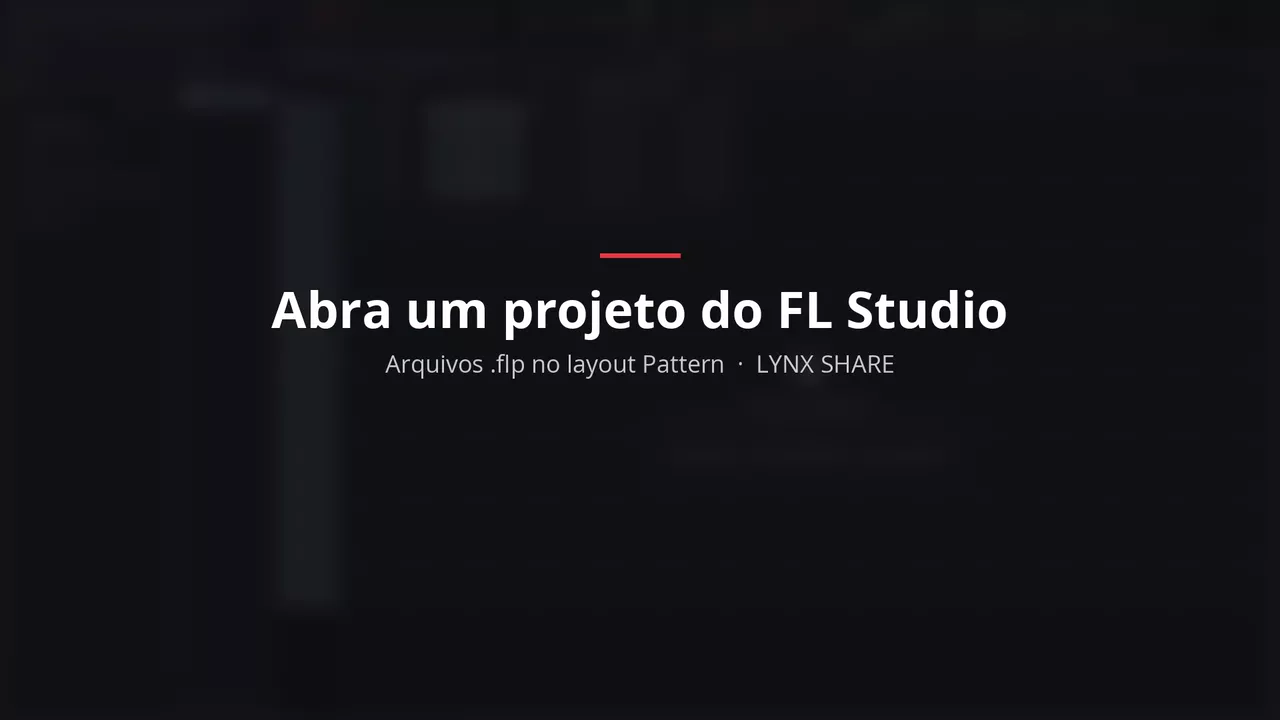 Abra um projeto do FL Studio
Arquivos .flp no layout Pattern · LYNX SHARE